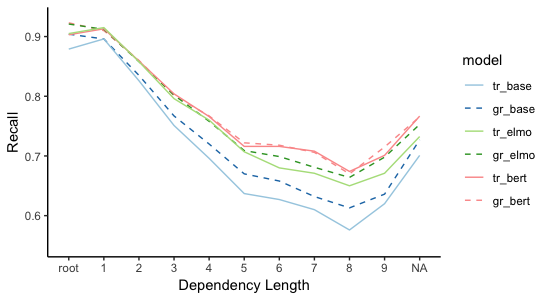 Recall
0.9
0.8
0.7
0.6
root 1 2 3 4 5 6 7 8 9 NA
Dependency Length
model
tr_base
gr_base
tr_elmo
gr_elmo
tr_bert
gr_bert